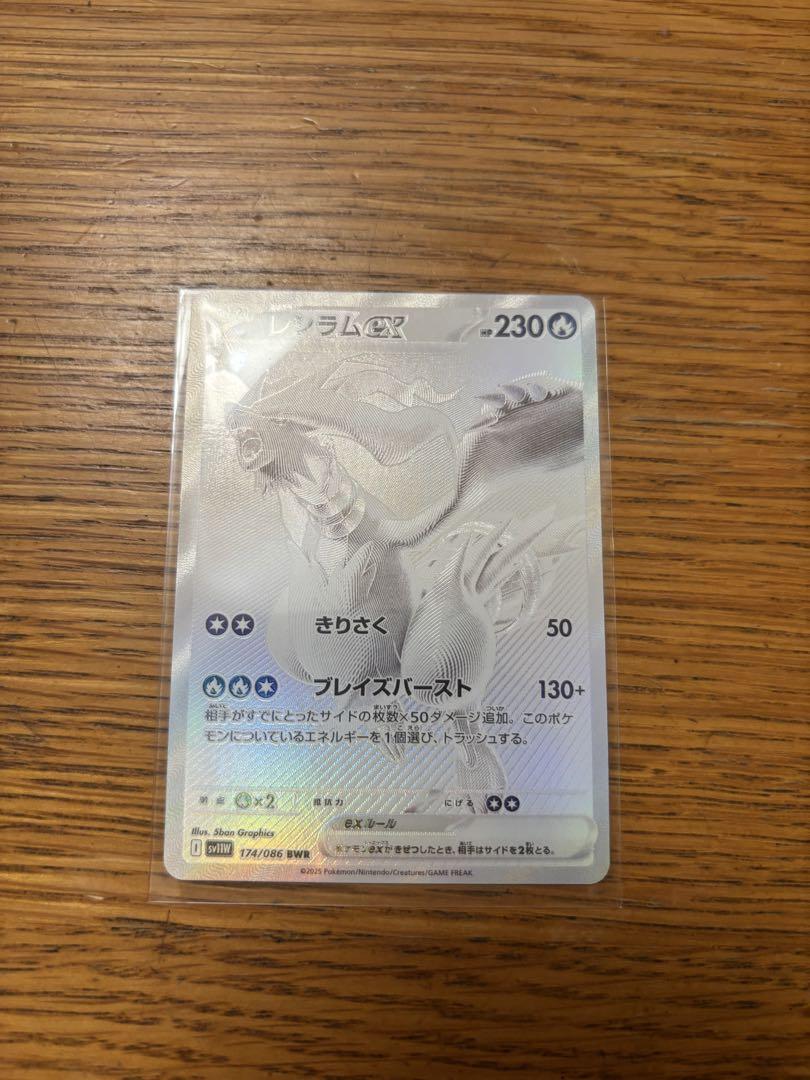 レシラムex HP 230
きりさく 50
ブレイズバースト 130+
相手がすでにとったサイドの枚数×50ダメージ追加。このポケ
モンについているエネルギーを1個選び、トラッシュする。
弱点 ×2 抵抗力 にげる
exルール
ポケモンexがきぜつしたとき、相手はサイドを2枚とる。
Illus. 5ban Graphics
I sv11W 174/086 BWR
©2025 Pokémon/Nintendo/Creatures/GAME FREAK